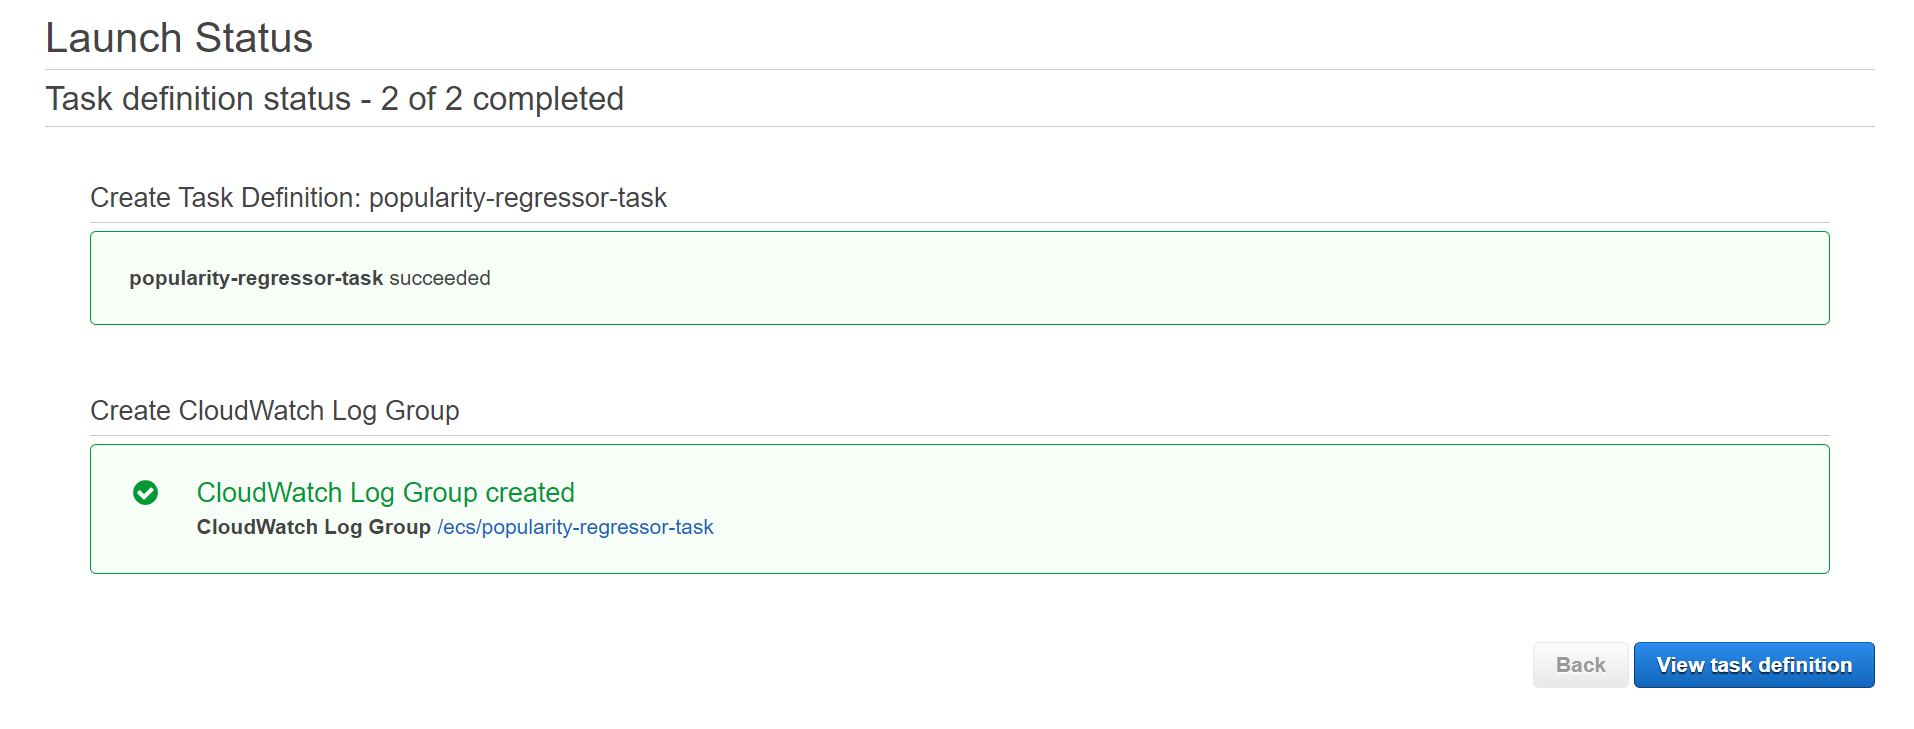 Launch Status
Task definition status - 2 of 2 completed
Create Task Definition: popularity-regressor-task
popularity-regressor-task succeeded
Create CloudWatch Log Group
CloudWatch Log Group created
CloudWatch Log Group /ecs/popularity-regressor-task
Back View task definition